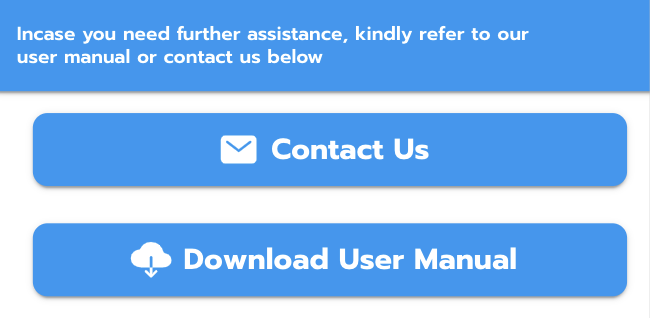 Incase you need further assistance, kindly refer to our
user manual or contact us below
Contact Us
Download User Manual